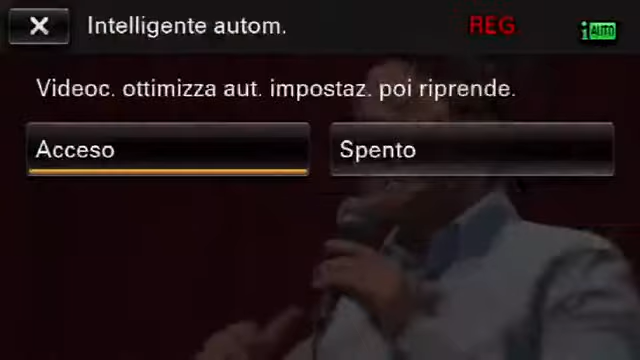 Intelligente autom.
REG
iAUTO
Videoc. ottimizza aut. impostaz. poi riprende.
Acceso
Spento